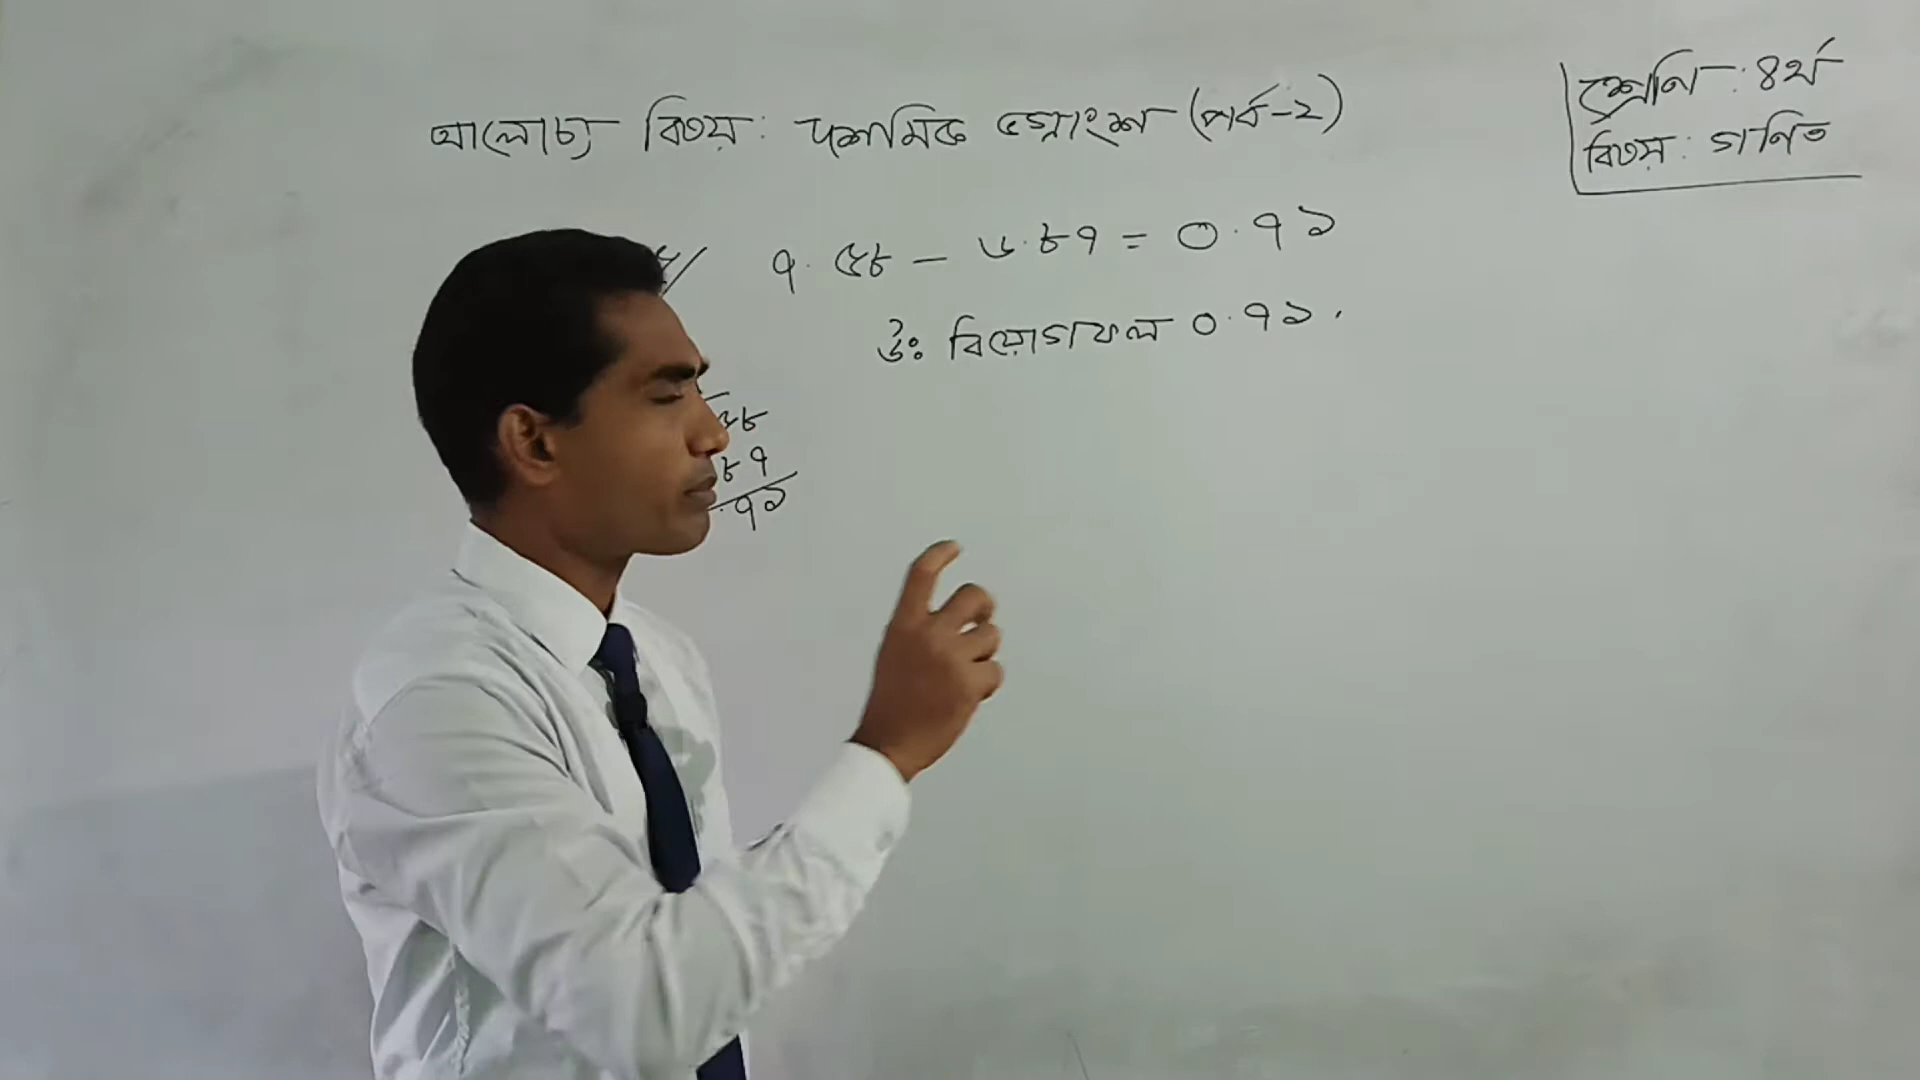 আলোচ্য বিষয়: দশমিক ভগ্নাংশ (পর্ব-২)
শ্রেণি: ৪র্থ
বিষয়: গণিত
৭.৫৮ - ৬.৮৭ = ০.৭১
উঃ বিয়োগফল ০.৭১.
৫৮
৮৭
.৭১